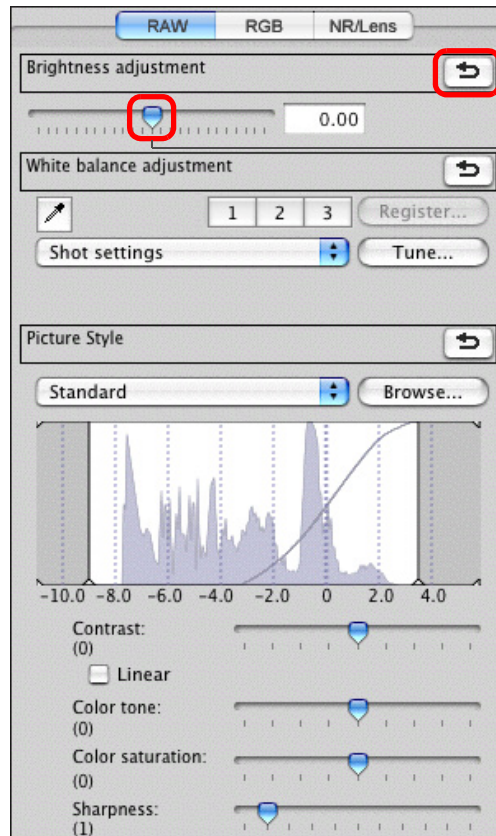 RAW RGB NR/Lens
Brightness adjustment
0.00
White balance adjustment
1 2 3 Register...
Shot settings Tune...
Picture Style
Standard Browse...
-10.0 -8.0 -6.0 -4.0 -2.0 0 2.0 4.0
Contrast:
(0)
Linear
Color tone:
(0)
Color saturation:
(0)
Sharpness:
(1)